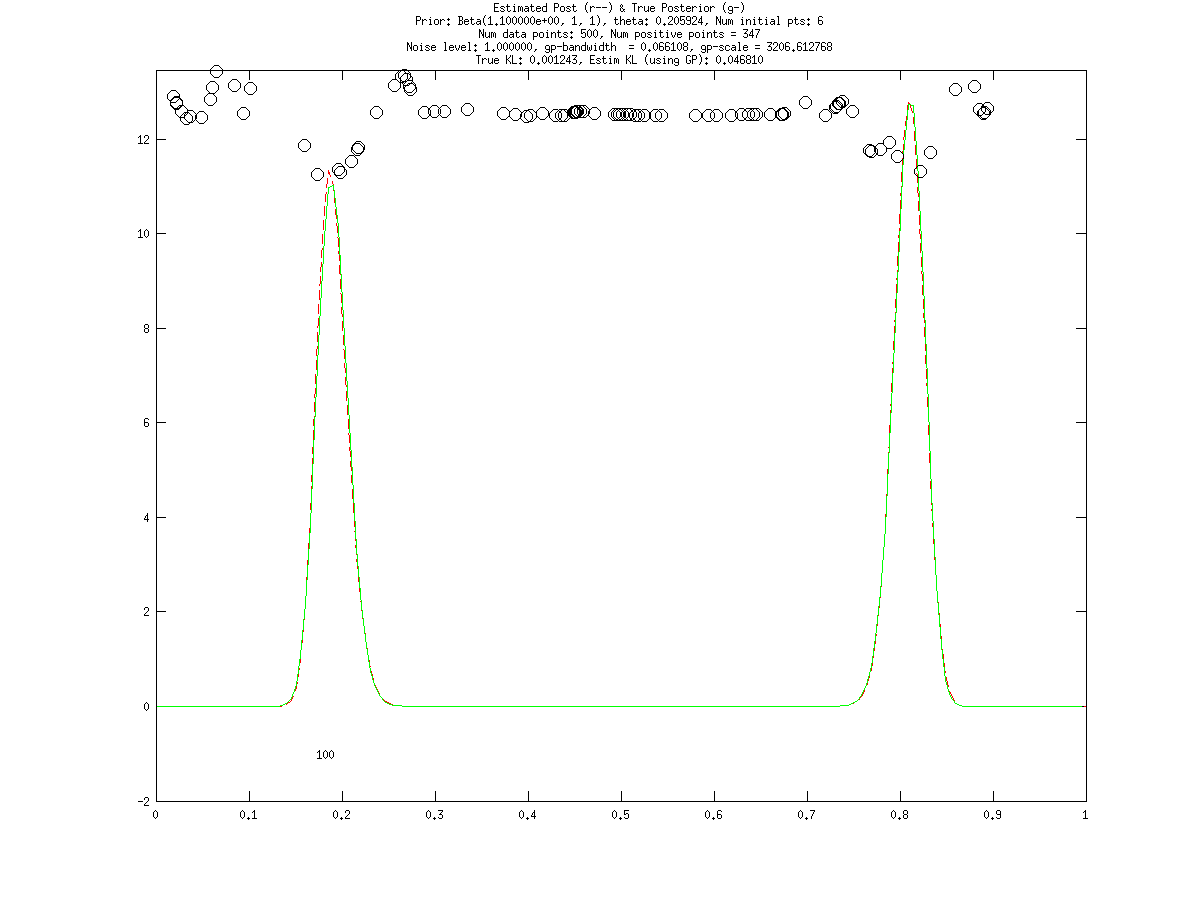 Estimated Post (r--) & True Posterior (g-)
Prior: Beta(1.100000e+00, 1, 1), theta: 0.205924, Num initial pts: 6
Num data points: 500, Num positive points = 347
Noise level: 1.000000, gp-bandwidth  = 0.066108, gp-scale = 3206.612768
True KL: 0.001243, Estim KL (using GP): 0.046810
12
10
8
6
4
2
0
100
-2
0 0.1 0.2 0.3 0.4 0.5 0.6 0.7 0.8 0.9 1